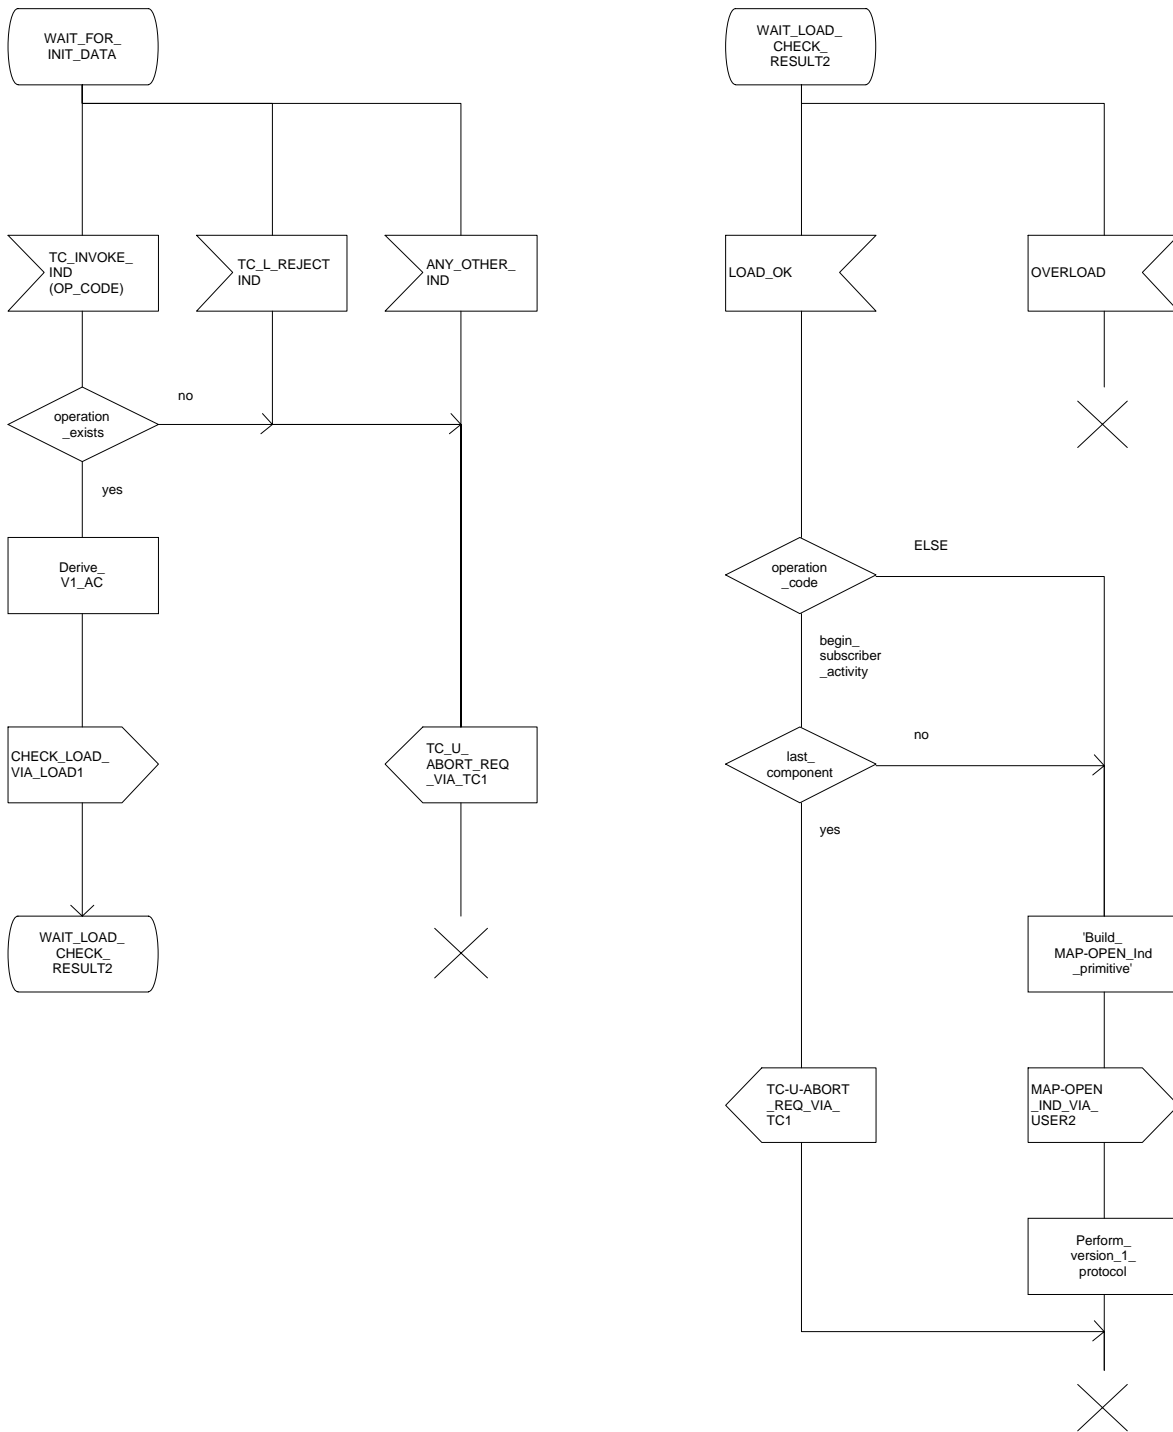 WAIT_FOR_
INIT_DATA
TC_INVOKE_
IND
(OP_CODE)
TC_L_REJECT
IND
ANY_OTHER_
IND
operation
_exists
no
yes
Derive_
V1_AC
CHECK_LOAD_
VIA_LOAD1
TC_U_
ABORT_REQ
_VIA_TC1
WAIT_LOAD_
CHECK_
RESULT2
WAIT_LOAD_
CHECK_
RESULT2
LOAD_OK
OVERLOAD
operation
_code
ELSE
begin_
subscriber
_activity
last_
component
no
yes
'Build_
MAP-OPEN_Ind
_primitive'
TC-U-ABORT
_REQ_VIA_
TC1
MAP-OPEN
_IND_VIA_
USER2
Perform_
version_1_
protocol